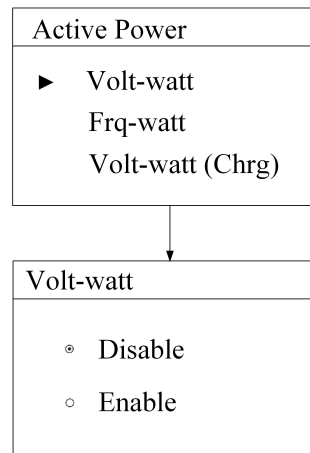 Active Power
Volt-watt
Frq-watt
Volt-watt (Chrg)
Volt-watt
Disable
Enable